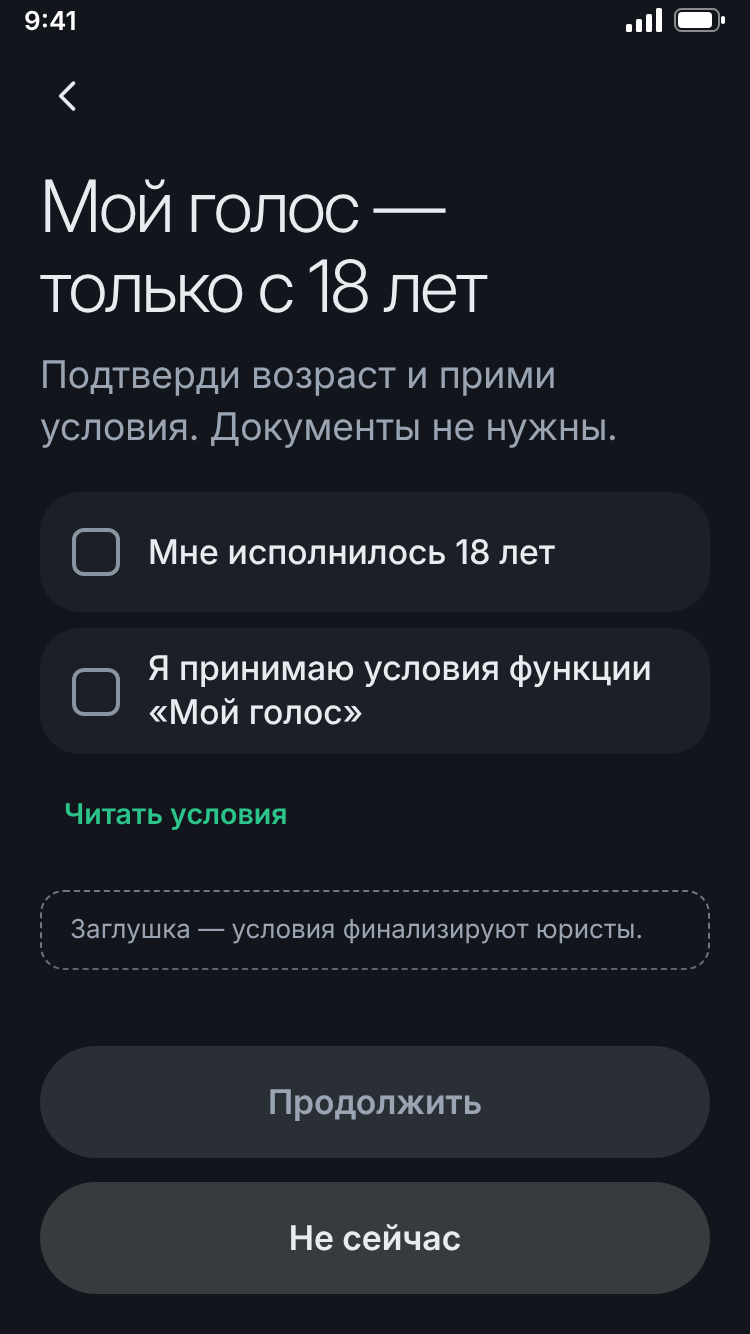 9:41
Мой голос —
только с 18 лет
Подтверди возраст и прими
условия. Документы не нужны.
Мне исполнилось 18 лет
Я принимаю условия функции
«Мой голос»
Читать условия
Заглушка — условия финализируют юристы.
Продолжить
Не сейчас